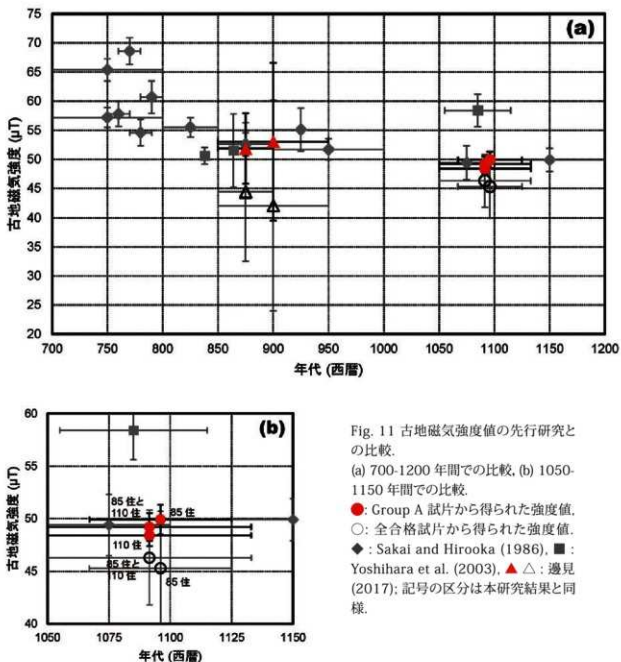 (a)
古地磁気強度 (μT)
75
70
65
60
55
50
45
40
35
30
25
20
700
750
800
850
900
950
1000
1050
1100
1150
1200
年代 (西暦)
(b)
古地磁気強度 (μT)
60
55
50
45
40
85 住と
110 住
85 住
110 住
85 住と
110 住
85 住
1050
1075
1100
1125
1150
年代 (西暦)
Fig. 11 古地磁気強度値の先行研究と
の比較.
(a) 700-1200 年間での比較, (b) 1050-
1150 年間での比較.
●: Group A 試片から得られた強度値.
○: 全合格試片から得られた強度値.
◆: Sakai and Hirooka (1986), ■:
Yoshihara et al. (2003), ▲ △: 邊見
(2017); 記号の区分は本研究結果と同
様.